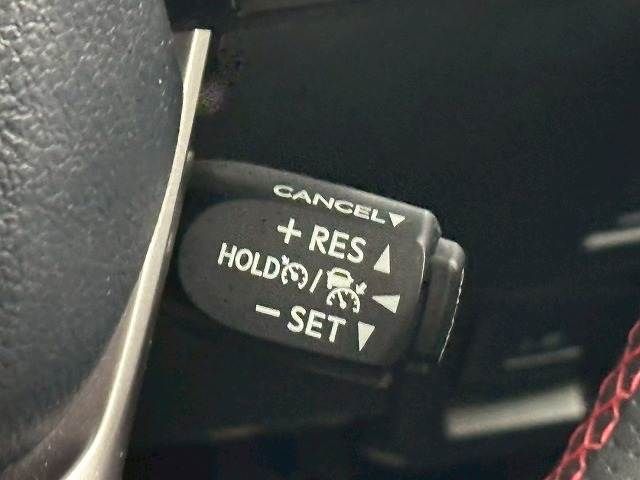 CANCEL▼
+ RES ▲
HOLD / ◀
− SET ▼